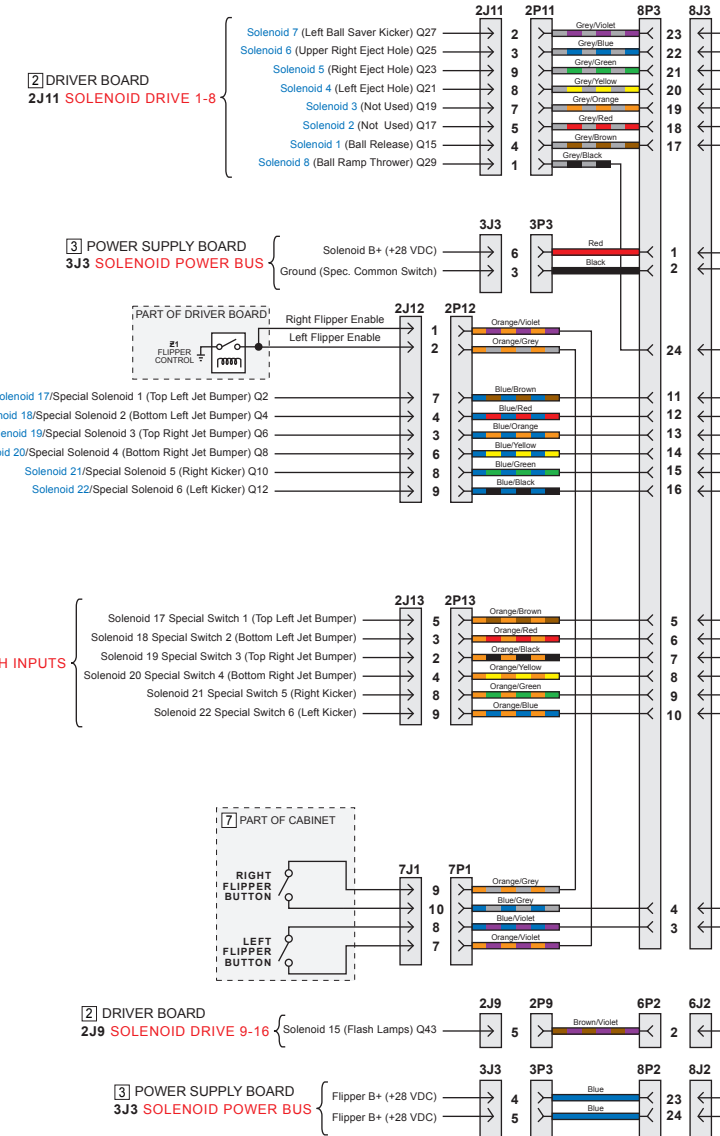 2J11 2P11 8P3 8J3
Solenoid 7 (Left Ball Saver Kicker) Q27 2 Grey/Violet 23
Solenoid 6 (Upper Right Eject Hole) Q25 3 Grey/Blue 22
Solenoid 5 (Right Eject Hole) Q23 9 Grey/Green 21
2 DRIVER BOARD
2J11 SOLENOID DRIVE 1-8
Solenoid 4 (Left Eject Hole) Q21 8 Grey/Yellow 20
Solenoid 3 (Not Used) Q19 7 Grey/Orange 19
Solenoid 2 (Not Used) Q17 5 Grey/Red 18
Solenoid 1 (Ball Release) Q15 4 Grey/Brown 17
Solenoid 8 (Ball Ramp Thrower) Q29 1 Grey/Black
3J3 3P3
3 POWER SUPPLY BOARD
3J3 SOLENOID POWER BUS
Solenoid B+ (+28 VDC) 6 Red 1
Ground (Spec. Common Switch) 3 Black 2
PART OF DRIVER BOARD
2J12 2P12
Right Flipper Enable 1 Orange/Violet
Left Flipper Enable 2 Orange/Grey 24
FLIPPER
CONTROL
17/Special Solenoid 1 (Top Left Jet Bumper) Q2 7 Blue/Brown 11
18/Special Solenoid 2 (Bottom Left Jet Bumper) Q4 4 Blue/Red 12
19/Special Solenoid 3 (Top Right Jet Bumper) Q6 3 Blue/Orange 13
20/Special Solenoid 4 (Bottom Right Jet Bumper) Q8 6 Blue/Yellow 14
Solenoid 21/Special Solenoid 5 (Right Kicker) Q10 8 Blue/Green 15
Solenoid 22/Special Solenoid 6 (Left Kicker) Q12 9 Blue/Black 16
2J13 2P13
Solenoid 17 Special Switch 1 (Top Left Jet Bumper) 5 Orange/Brown 5
Solenoid 18 Special Switch 2 (Bottom Left Jet Bumper) 3 Orange/Red 6
Solenoid 19 Special Switch 3 (Top Right Jet Bumper) 2 Orange/Black 7
H INPUTS
Solenoid 20 Special Switch 4 (Bottom Right Jet Bumper) 4 Orange/Yellow 8
Solenoid 21 Special Switch 5 (Right Kicker) 8 Orange/Green 9
Solenoid 22 Special Switch 6 (Left Kicker) 9 Orange/Blue 10
7 PART OF CABINET
7J1 7P1
RIGHT
FLIPPER
BUTTON
9 Orange/Grey
10 Blue/Grey 4
8 Blue/Violet 3
7 Orange/Violet
LEFT
FLIPPER
BUTTON
2J9 2P9 6P2 6J2
2 DRIVER BOARD
2J9 SOLENOID DRIVE 9-16
Solenoid 15 (Flash Lamps) Q43 5 Brown/Violet 2
3J3 3P3 8P2 8J2
3 POWER SUPPLY BOARD
3J3 SOLENOID POWER BUS
Flipper B+ (+28 VDC) 4 Blue 23
Flipper B+ (+28 VDC) 5 Blue 24